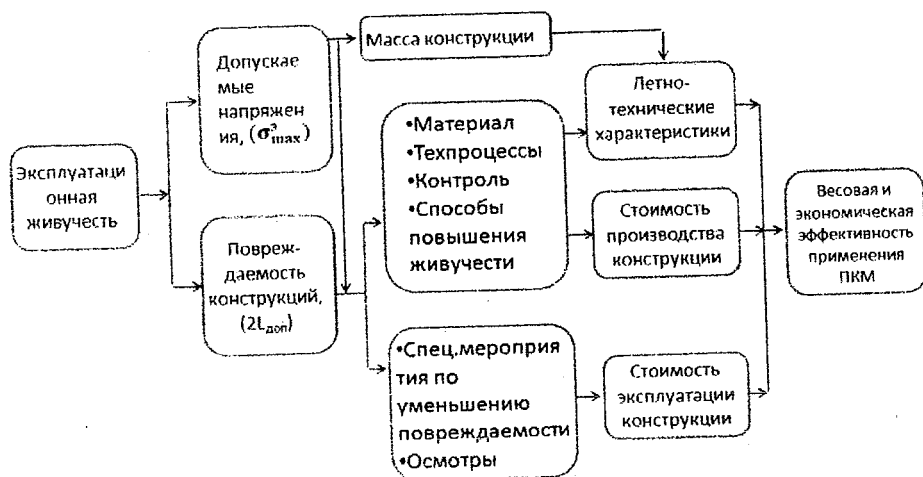 Эксплуатаци
онная
живучесть
Допускае
мые
напряжен
ия, (σᵉmax)
Повреж-
даемость
конструкций,
(2Lдоп)
Масса конструкции
•Материал
•Техпроцессы
•Контроль
•Способы
повышения
живучести
•Спец.мероприя
тия по
уменьшению
повреждаемости
•Осмотры
Летно-
технические
характеристики
Стоимость
производства
конструкции
Стоимость
эксплуатации
конструкции
Весовая и
экономическая
эффективность
применения
ПКМ